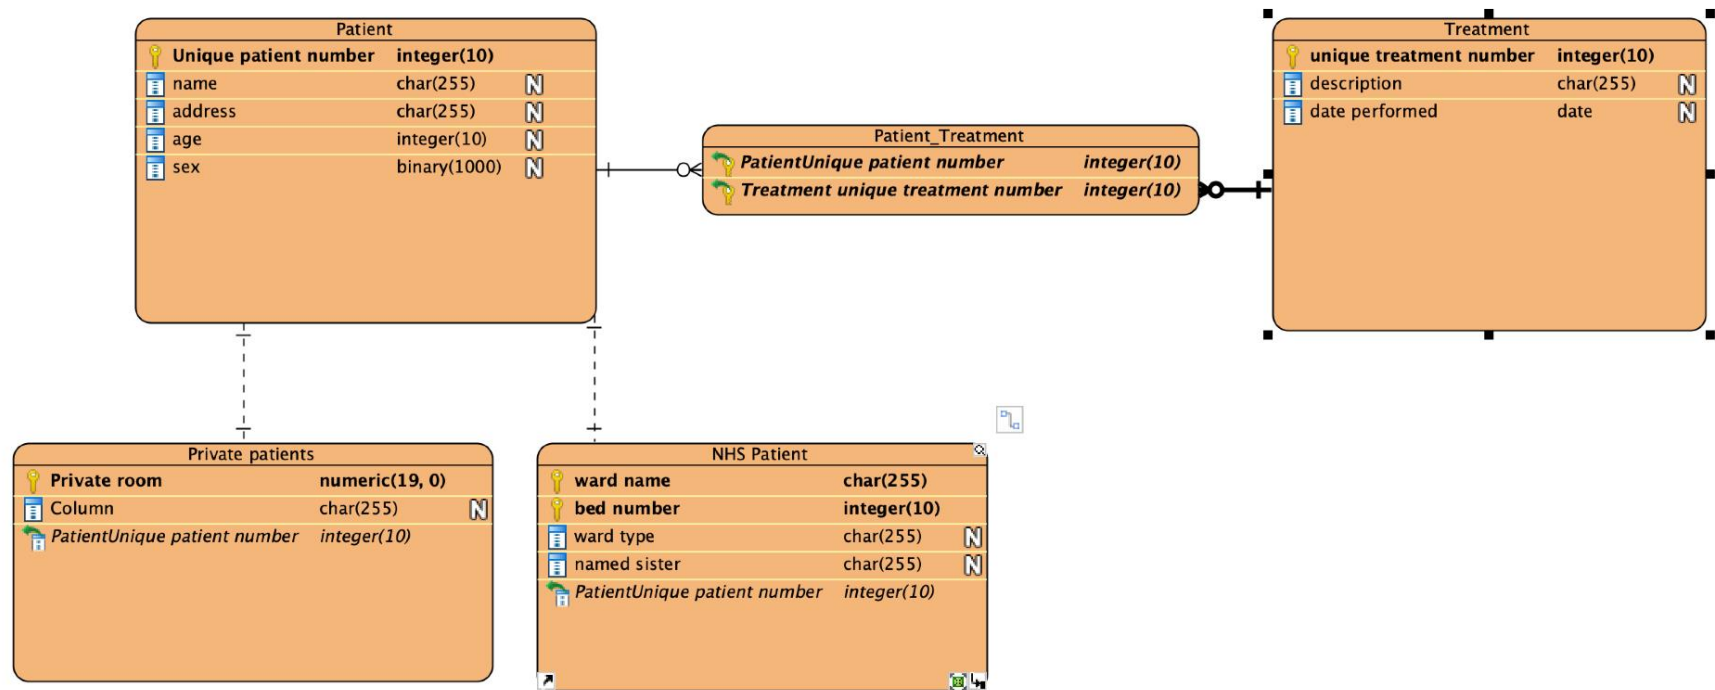 Patient
Unique patient number integer(10)
name char(255) N
address char(255) N
age integer(10) N
sex binary(1000) N
Patient_Treatment
PatientUnique patient number integer(10)
Treatment unique treatment number integer(10)
Treatment
unique treatment number integer(10)
description char(255) N
date performed date N
Private patients
Private room numeric(19, 0)
Column char(255) N
PatientUnique patient number integer(10)
NHS Patient
ward name char(255)
bed number integer(10)
ward type char(255) N
named sister char(255) N
PatientUnique patient number integer(10)